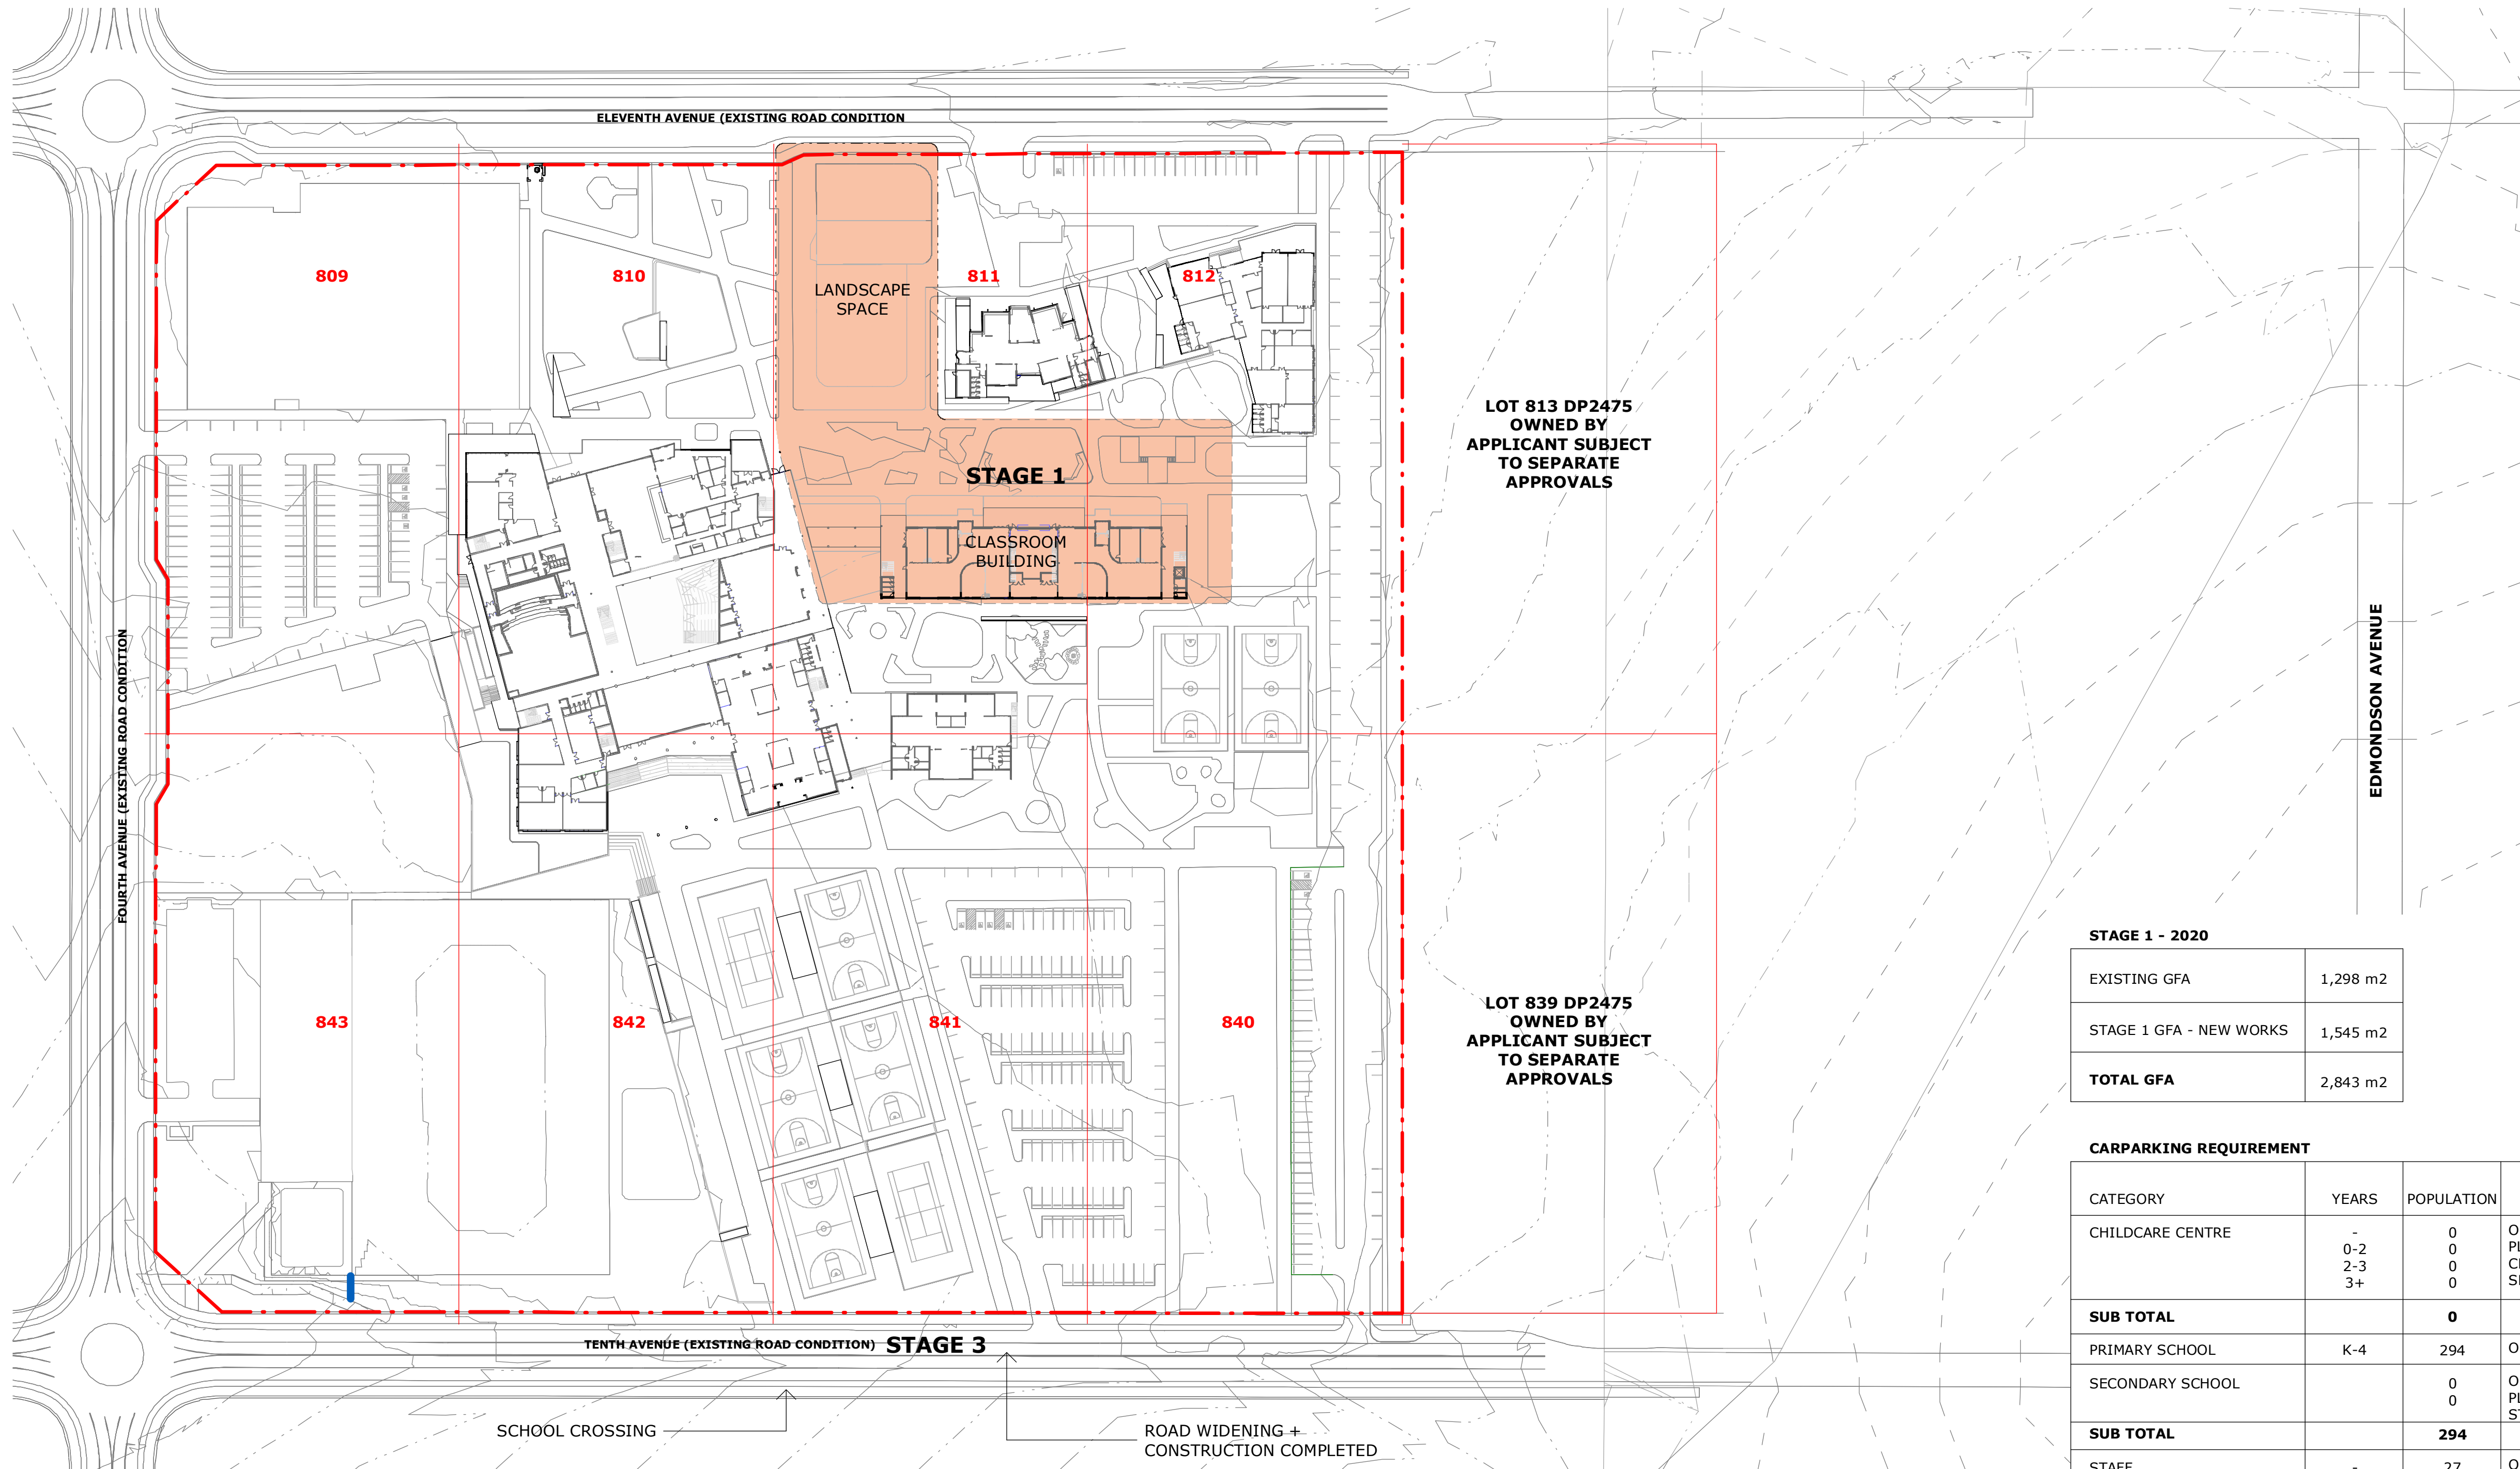 ELEVENTH AVENUE (EXISTING ROAD CONDITION
809
810
811
812
LANDSCAPE
SPACE
STAGE 1
CLASSROOM
BUILDING
LOT 813 DP2475
OWNED BY
APPLICANT SUBJECT
TO SEPARATE
APPROVALS
FOURTH AVENUE (EXISTING ROAD CONDITION
EDMONDSON AVENUE
843
842
841
840
LOT 839 DP2475
OWNED BY
APPLICANT SUBJECT
TO SEPARATE
APPROVALS
TENTH AVENUE (EXISTING ROAD CONDITION)
STAGE 3
SCHOOL CROSSING
ROAD WIDENING +
CONSTRUCTION COMPLETED
STAGE 1 - 2020
EXISTING GFA 1,298 m2
STAGE 1 GFA - NEW WORKS 1,545 m2
TOTAL GFA 2,843 m2
CARPARKING REQUIREMENT
CATEGORY YEARS POPULATION
CHILDCARE CENTRE - 0
0-2 0
2-3 0
3+ 0
SUB TOTAL 0
PRIMARY SCHOOL K-4 294
SECONDARY SCHOOL 0
0
SUB TOTAL 294
STAFF - 27